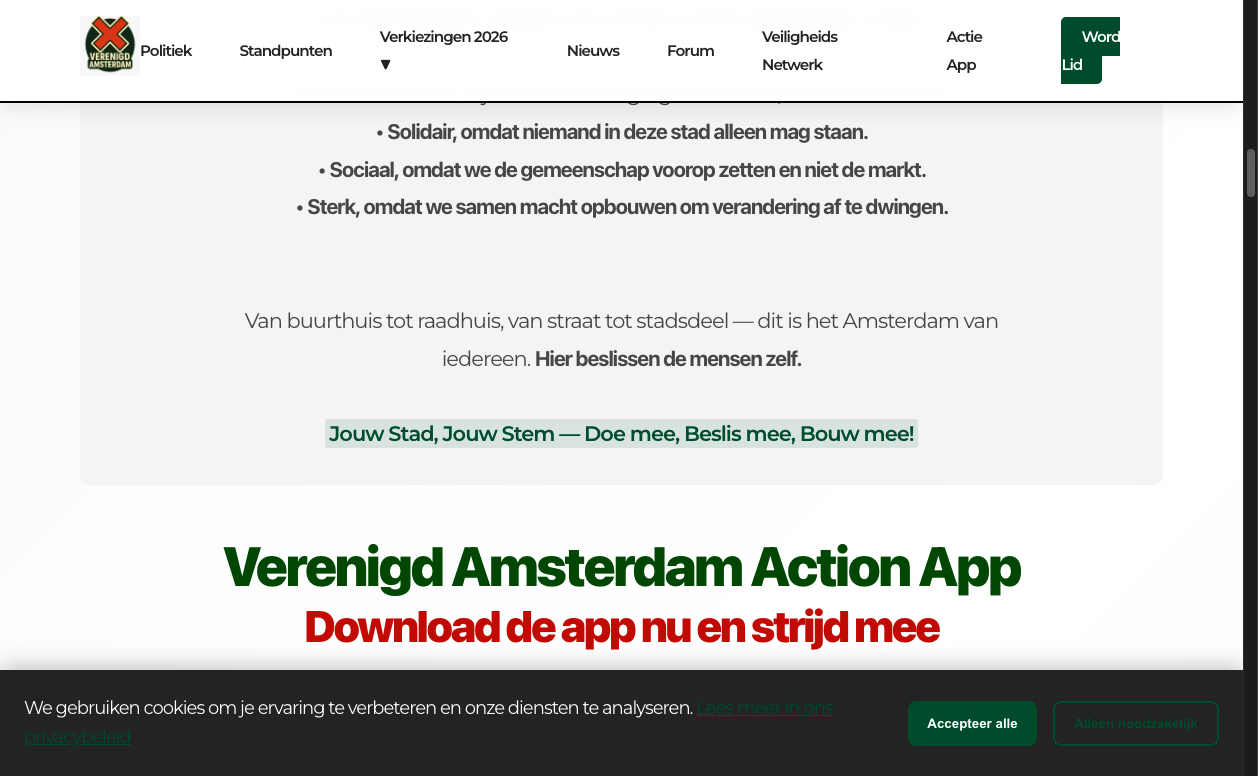 VERENIGD
AMSTERDAM
Politiek
Standpunten
Verkiezingen 2026
▼
Nieuws
Forum
Veiligheids
Netwerk
Actie
App
Word
Lid
• Solidair, omdat niemand in deze stad alleen mag staan.
• Sociaal, omdat we de gemeenschap voorop zetten en niet de markt.
• Sterk, omdat we samen macht opbouwen om verandering af te dwingen.
Van buurthuis tot raadhuis, van straat tot stadsdeel — dit is het Amsterdam van
iedereen. Hier beslissen de mensen zelf.
Jouw Stad, Jouw Stem — Doe mee, Beslis mee, Bouw mee!
Verenigd Amsterdam Action App
Download de app nu en strijd mee
We gebruiken cookies om je ervaring te verbeteren en onze diensten te analyseren. Lees meer in ons
privacybeleid
Accepteer alle
Alleen noodzakelijk